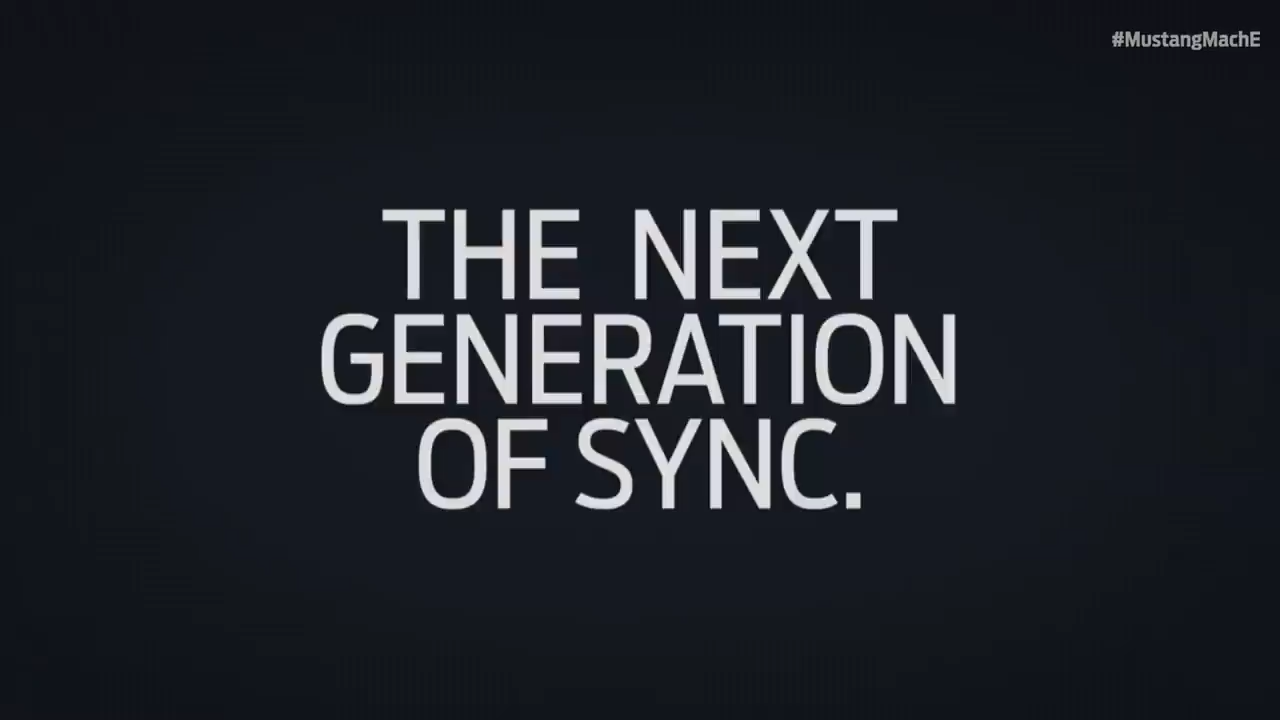 #MustangMachE
THE NEXT
GENERATION
OF SYNC.